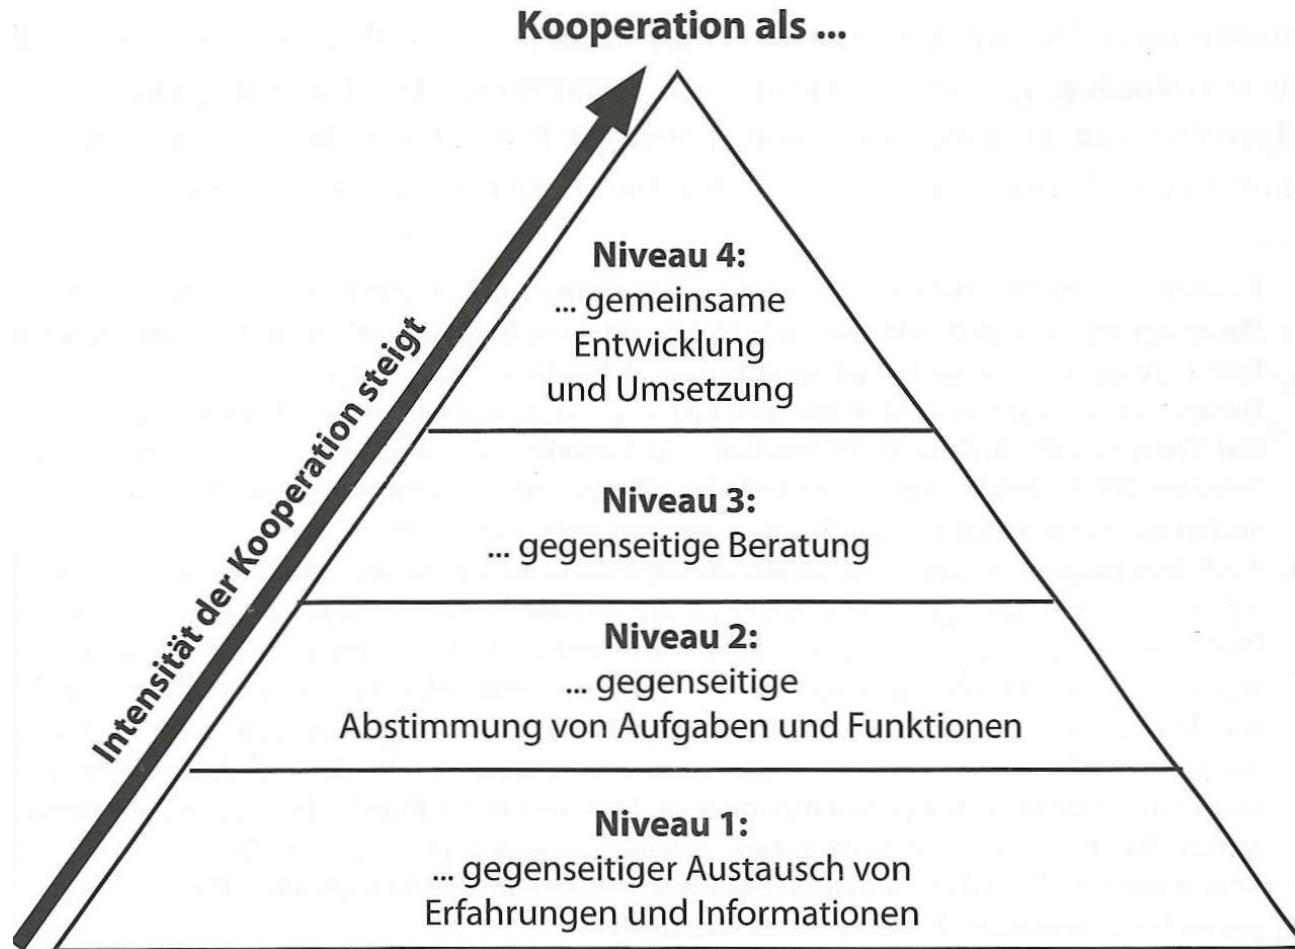 Kooperation als ...
Intensität der Kooperation steigt
Niveau 4:
... gemeinsame
Entwicklung
und Umsetzung
Niveau 3:
... gegenseitige Beratung
Niveau 2:
... gegenseitige
Abstimmung von Aufgaben und Funktionen
Niveau 1:
... gegenseitiger Austausch von
Erfahrungen und Informationen